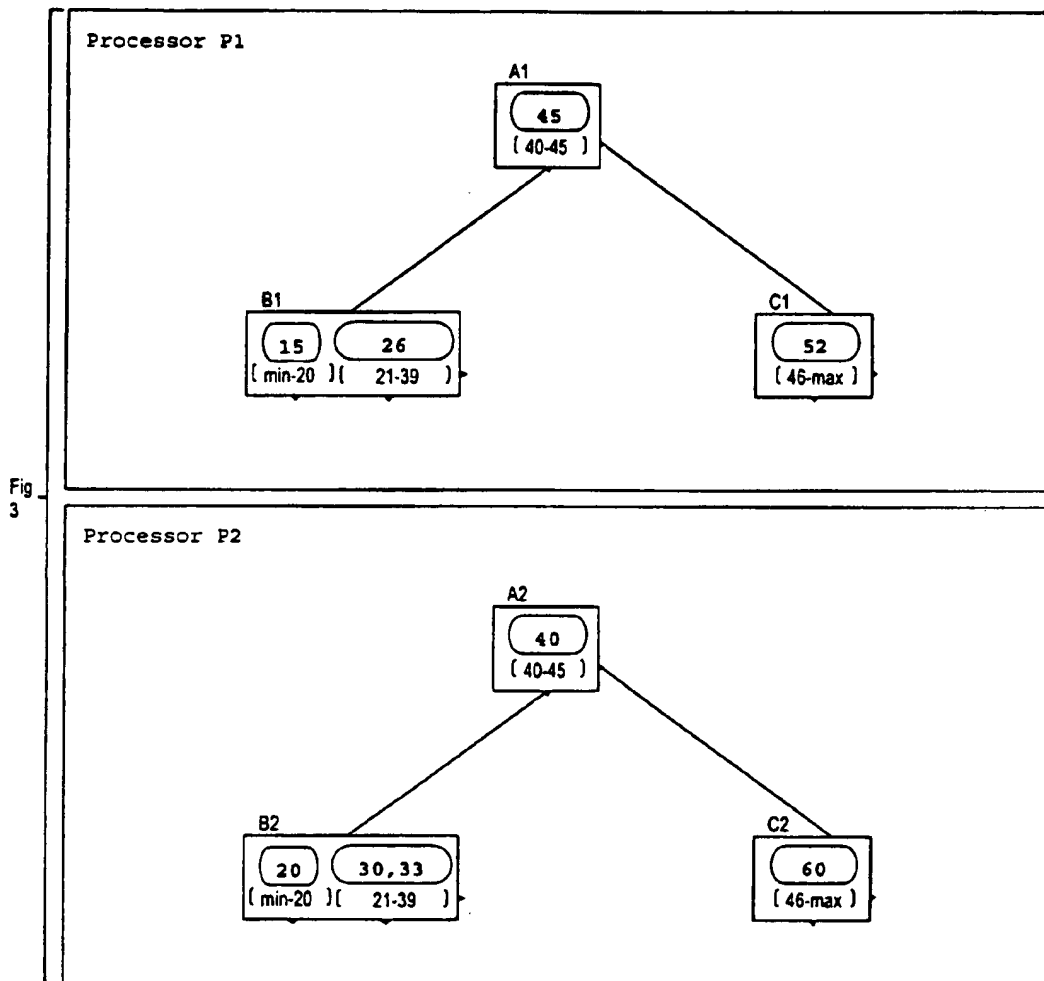 Processor P1
A1
45
( 40-45 )
B1
15
26
( min-20 )( 21-39 )
C1
52
( 46-max )
Fig
3
Processor P2
A2
40
( 40-45 )
B2
20
30,33
( min-20 )( 21-39 )
C2
60
( 46-max )